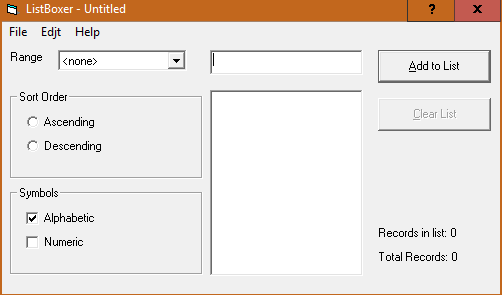 ListBoxer - Untitled
?
X
File Edjt Help
Range
<none>
Add to List
Sort Order
Ascending
Descending
Clear List
Symbols
Alphabetic
Numeric
Records in list: 0
Total Records: 0